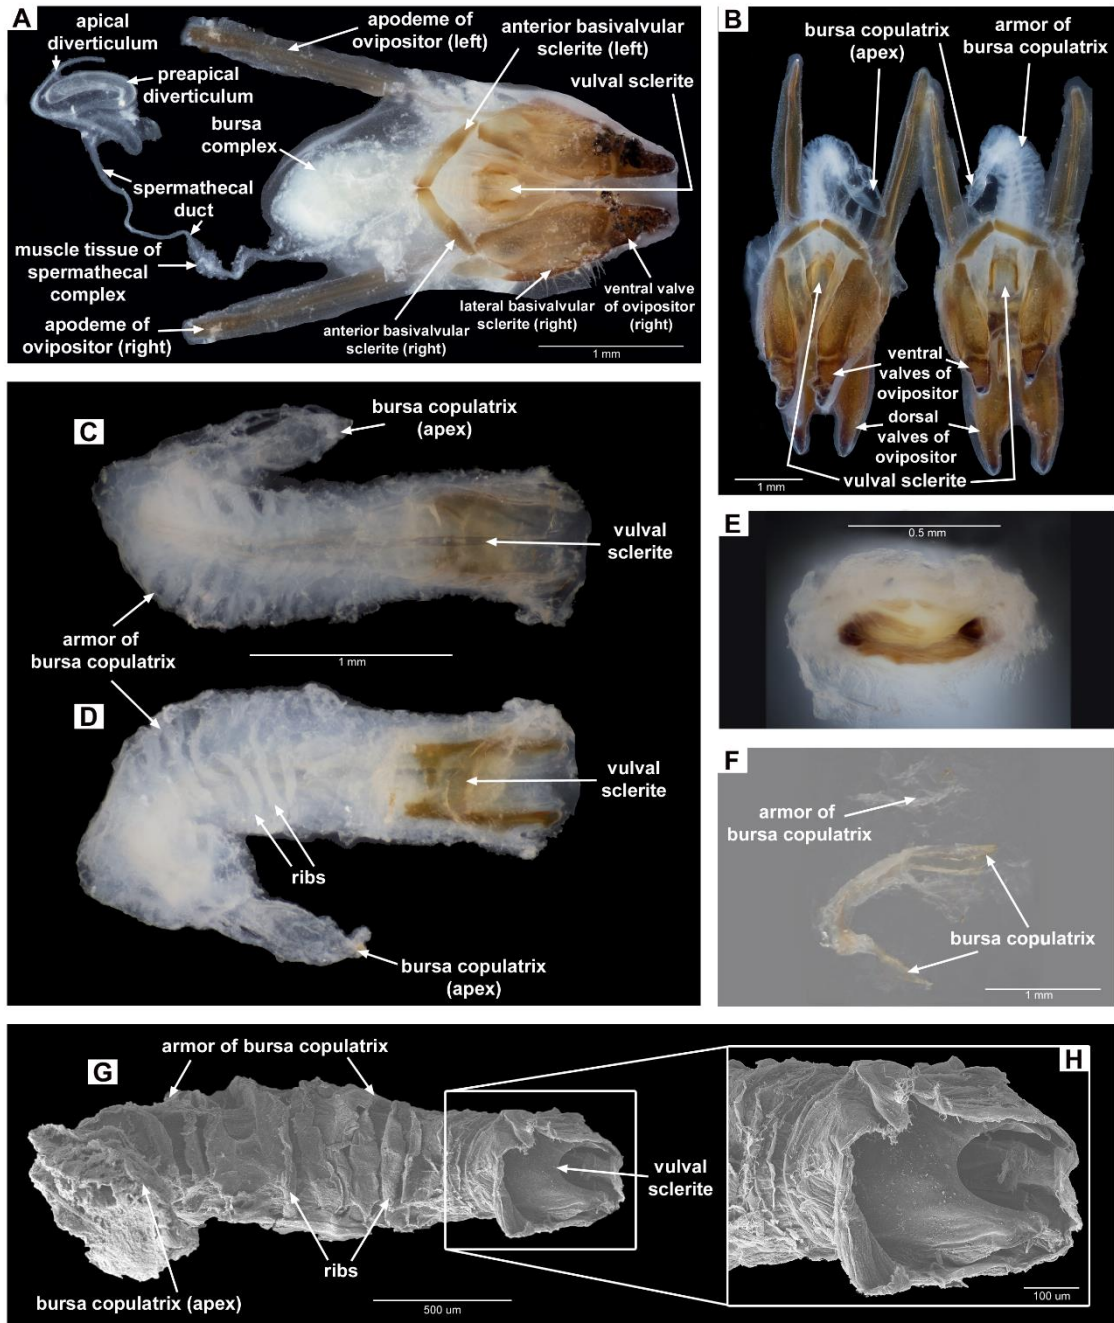 A
apical
diverticulum
preapical
diverticulum
bursa
complex
spermathecal
duct
muscle tissue of
spermathecal
complex
apodeme of
ovipositor (right)
apodeme of
ovipositor (left)
anterior basivalvular
sclerite (left)
vulval sclerite
anterior basivalvular
sclerite (right)
lateral basivalvular
sclerite (right)
ventral valve
of ovipositor
(right)
1 mm
B
bursa copulatrix
(apex)
armor of
bursa copulatrix
ventral
valves of
ovipositor
dorsal
valves of
ovipositor
vulval sclerite
1 mm
C
bursa copulatrix
(apex)
vulval
sclerite
armor of
bursa copulatrix
1 mm
D
vulval
sclerite
ribs
bursa copulatrix
(apex)
E
0.5 mm
F
armor of
bursa copulatrix
bursa copulatrix
1 mm
G
armor of bursa copulatrix
vulval
sclerite
ribs
bursa copulatrix (apex)
500 um
H
100 um